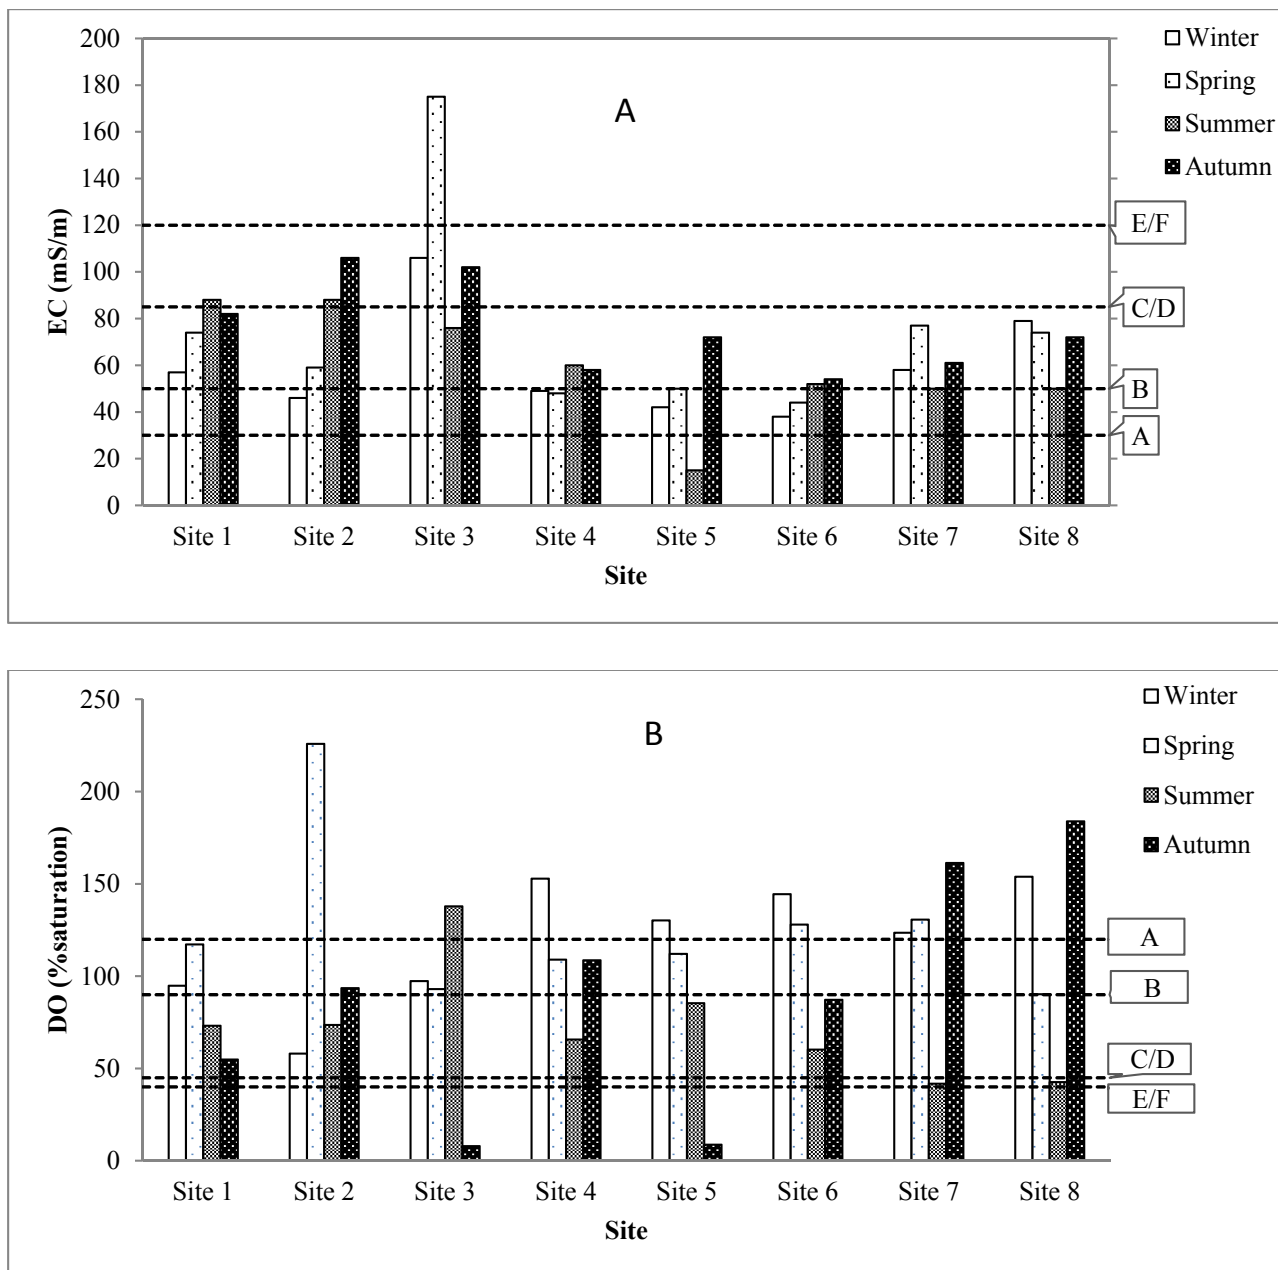 A
EC (mS/m)
200
180
160
140
120
100
80
60
40
20
0
Winter
Spring
Summer
Autumn
E/F
C/D
B
A
Site 1 Site 2 Site 3 Site 4 Site 5 Site 6 Site 7 Site 8
Site
B
DO (%saturation)
250
200
150
100
50
0
Winter
Spring
Summer
Autumn
A
B
C/D
E/F
Site 1 Site 2 Site 3 Site 4 Site 5 Site 6 Site 7 Site 8
Site